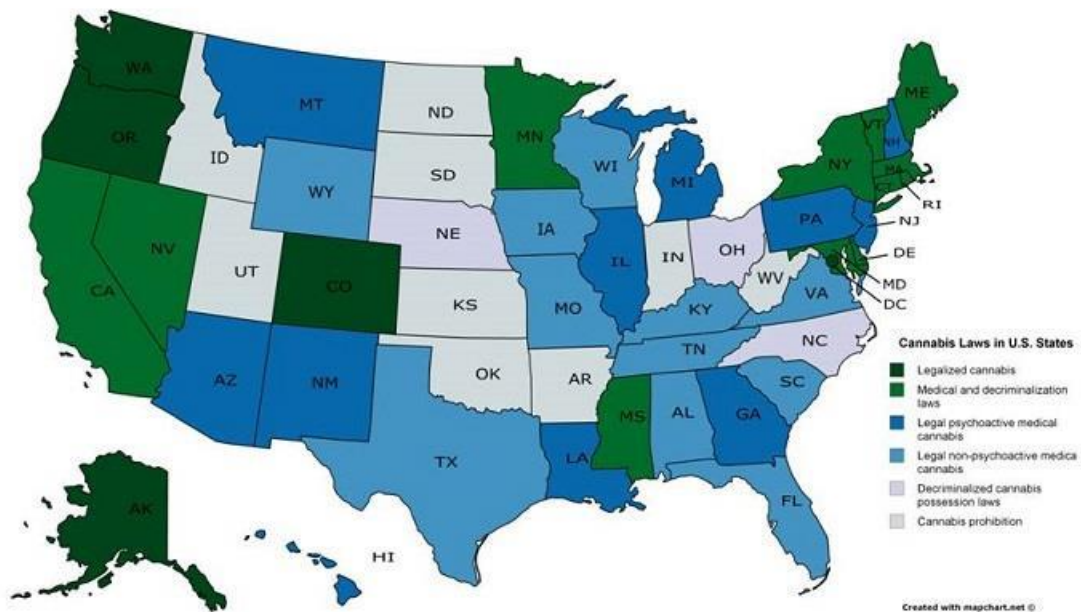 WA
OR
ID
MT
WY
NV
CA
UT
CO
AZ
NM
ND
SD
NE
KS
OK
TX
MN
IA
MO
AR
LA
WI
IL
MI
IN
OH
KY
TN
MS
AL
GA
FL
SC
NC
VA
WV
PA
NY
VT
NH
ME
MA
CT
RI
NJ
DE
MD
DC
AK
HI
Cannabis Laws in U.S. States
Legalized cannabis
Medical and decriminalization
laws
Legal psychoactive medical
cannabis
Legal non-psychoactive medica
cannabis
Decriminalized cannabis
possession laws
Cannabis prohibition
Created with mapchart.net ©